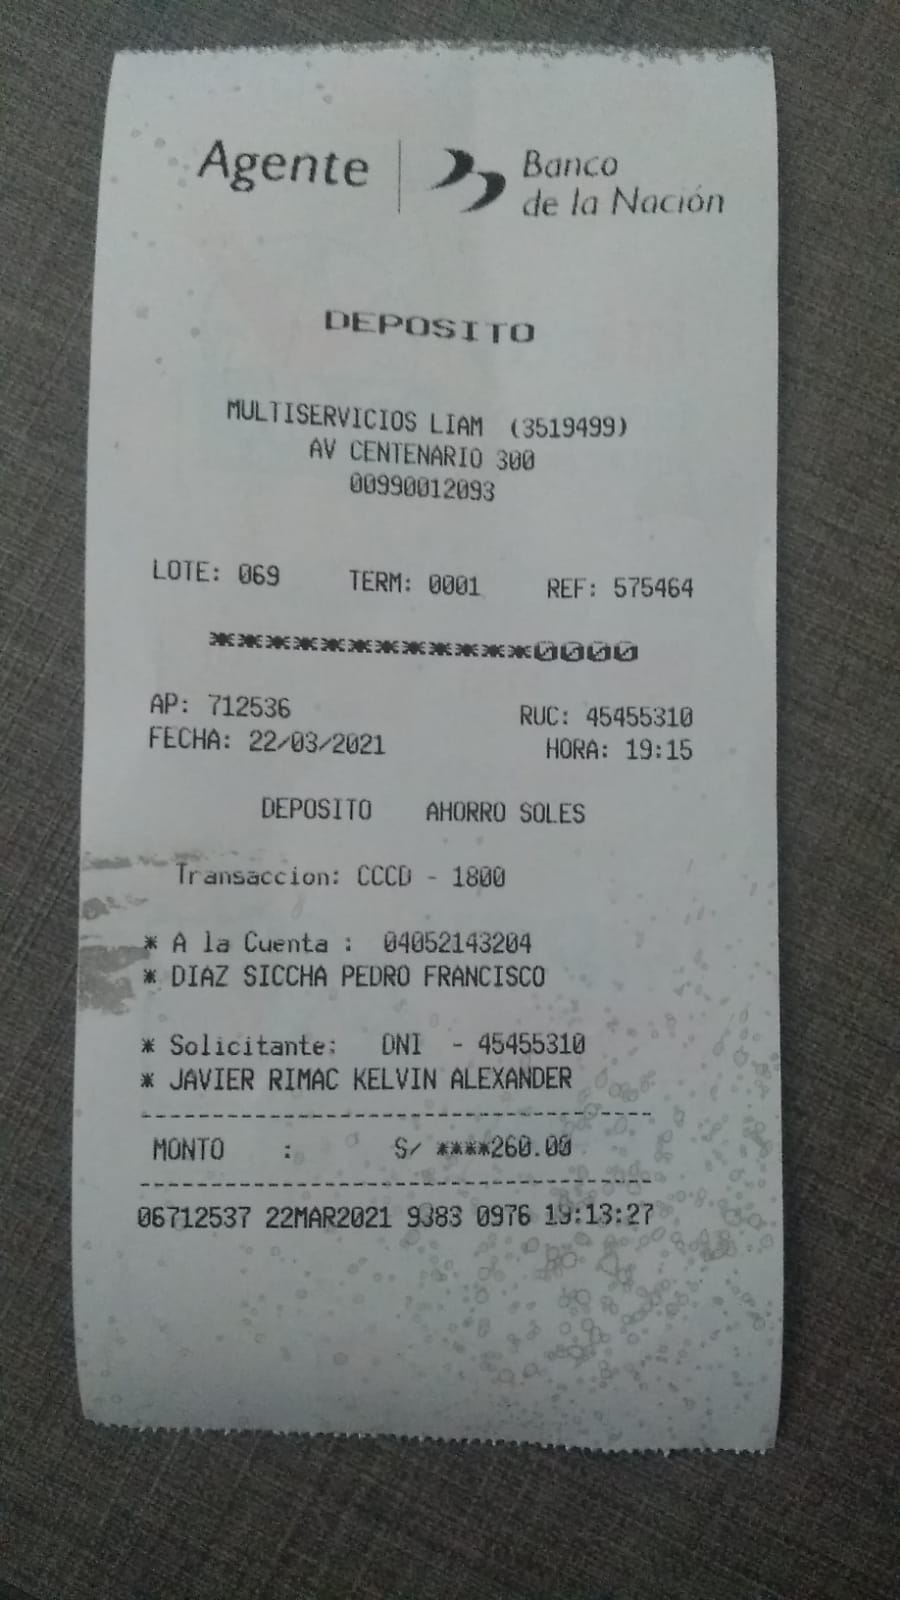 Agente | Banco
de la Nación
DEPOSITO
MULTISERVICIOS LIAM (3519499)
AV CENTENARIO 300
00990012093
LOTE: 069 TERM: 0001 REF: 575464
************0000
AP: 712536 RUC: 45455310
FECHA: 22/03/2021 HORA: 19:15
DEPOSITO AHORRO SOLES
Transaccion: CCCD - 1800
* A la Cuenta : 04052143204
* DIAZ SICCHA PEDRO FRANCISCO
* Solicitante: DNI - 45455310
* JAVIER RIMAC KELVIN ALEXANDER
MONTO : S/ ****260.00
06712537 22MAR2021 9383 0976 19:13:27